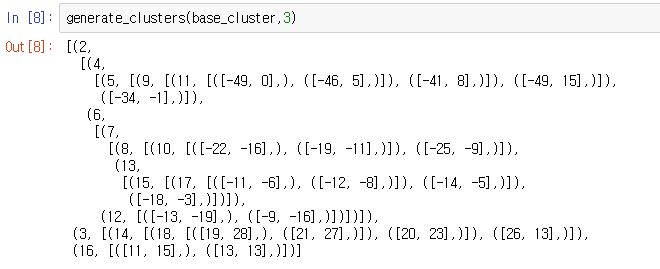 In [8]: generate_clusters(base_cluster,3)
Out[8]: [(2,
[(4,
[(5, [(9, [(11, [([-49, 0],), ([-46, 5],)]), ([-41, 8],)]), ([-49, 15],)]),
([-34, -1],)]),
(6,
[(7,
[(8, [(10, [([-22, -16],), ([-19, -11],)]), ([-25, -9],)]),
(13,
[(15, [(17, [([-11, -6],), ([-12, -8],)]), ([-14, -5],)]),
([-18, -3],)])]),
(12, [([-13, -19],), ([-9, -16],)])])]),
(3, [(14, [(18, [([19, 28],), ([21, 27],)]), ([20, 23],)]), ([26, 13],)]),
(16, [([11, 15],), ([13, 13],)])]